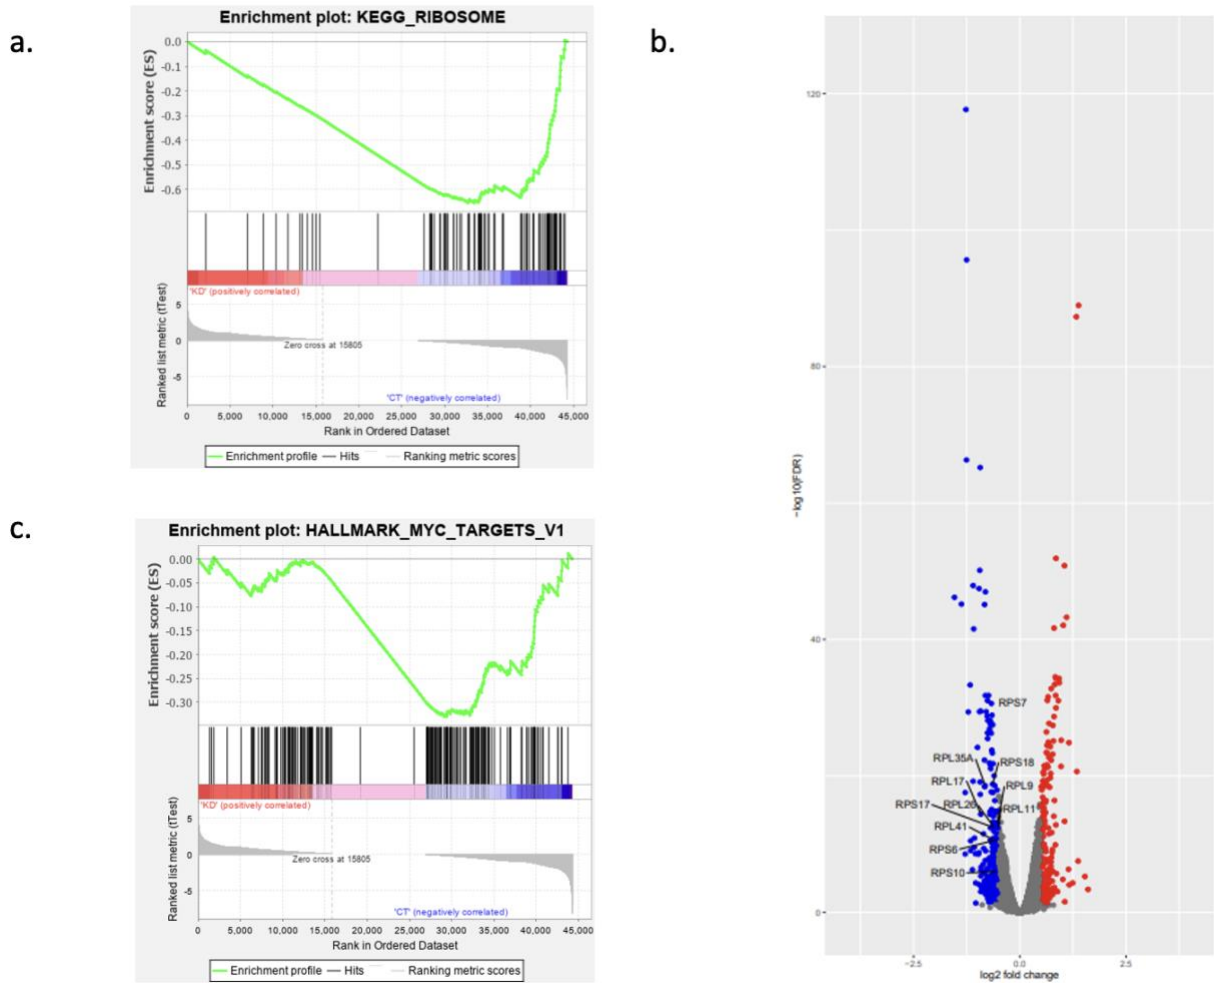 a.
Enrichment plot: KEGG_RIBOSOME
Enrichment score (ES)
0.0
-0.1
-0.2
-0.3
-0.4
-0.5
-0.6
'KD' (positively correlated)
Ranked list metric (tTest)
5
0
-5
Zero cross at 15805
'CT' (negatively correlated)
0 5,000 10,000 15,000 20,000 25,000 30,000 35,000 40,000 45,000
Rank in Ordered Dataset
Enrichment profile Hits Ranking metric scores
b.
120
80
40
0
-log10(FDR)
RPS7
RPL35A
RPS18
RPL17
RPL9
RPS17
RPL26
RPL11
RPL41
RPS6
RPS10
-2.5 0.0 2.5
log2 fold change
c.
Enrichment plot: HALLMARK_MYC_TARGETS_V1
Enrichment score (ES)
0.00
-0.05
-0.10
-0.15
-0.20
-0.25
-0.30
'KD' (positively correlated)
Ranked list metric (tTest)
5
0
-5
Zero cross at 15805
'CT' (negatively correlated)
0 5,000 10,000 15,000 20,000 25,000 30,000 35,000 40,000 45,000
Rank in Ordered Dataset
Enrichment profile Hits Ranking metric scores